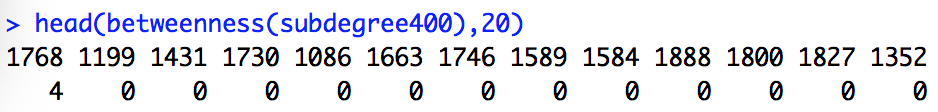 > head(betweenness(subdegree400),20)
1768 1199 1431 1730 1086 1663 1746 1589 1584 1888 1800 1827 1352
4 0 0 0 0 0 0 0 0 0 0 0 0